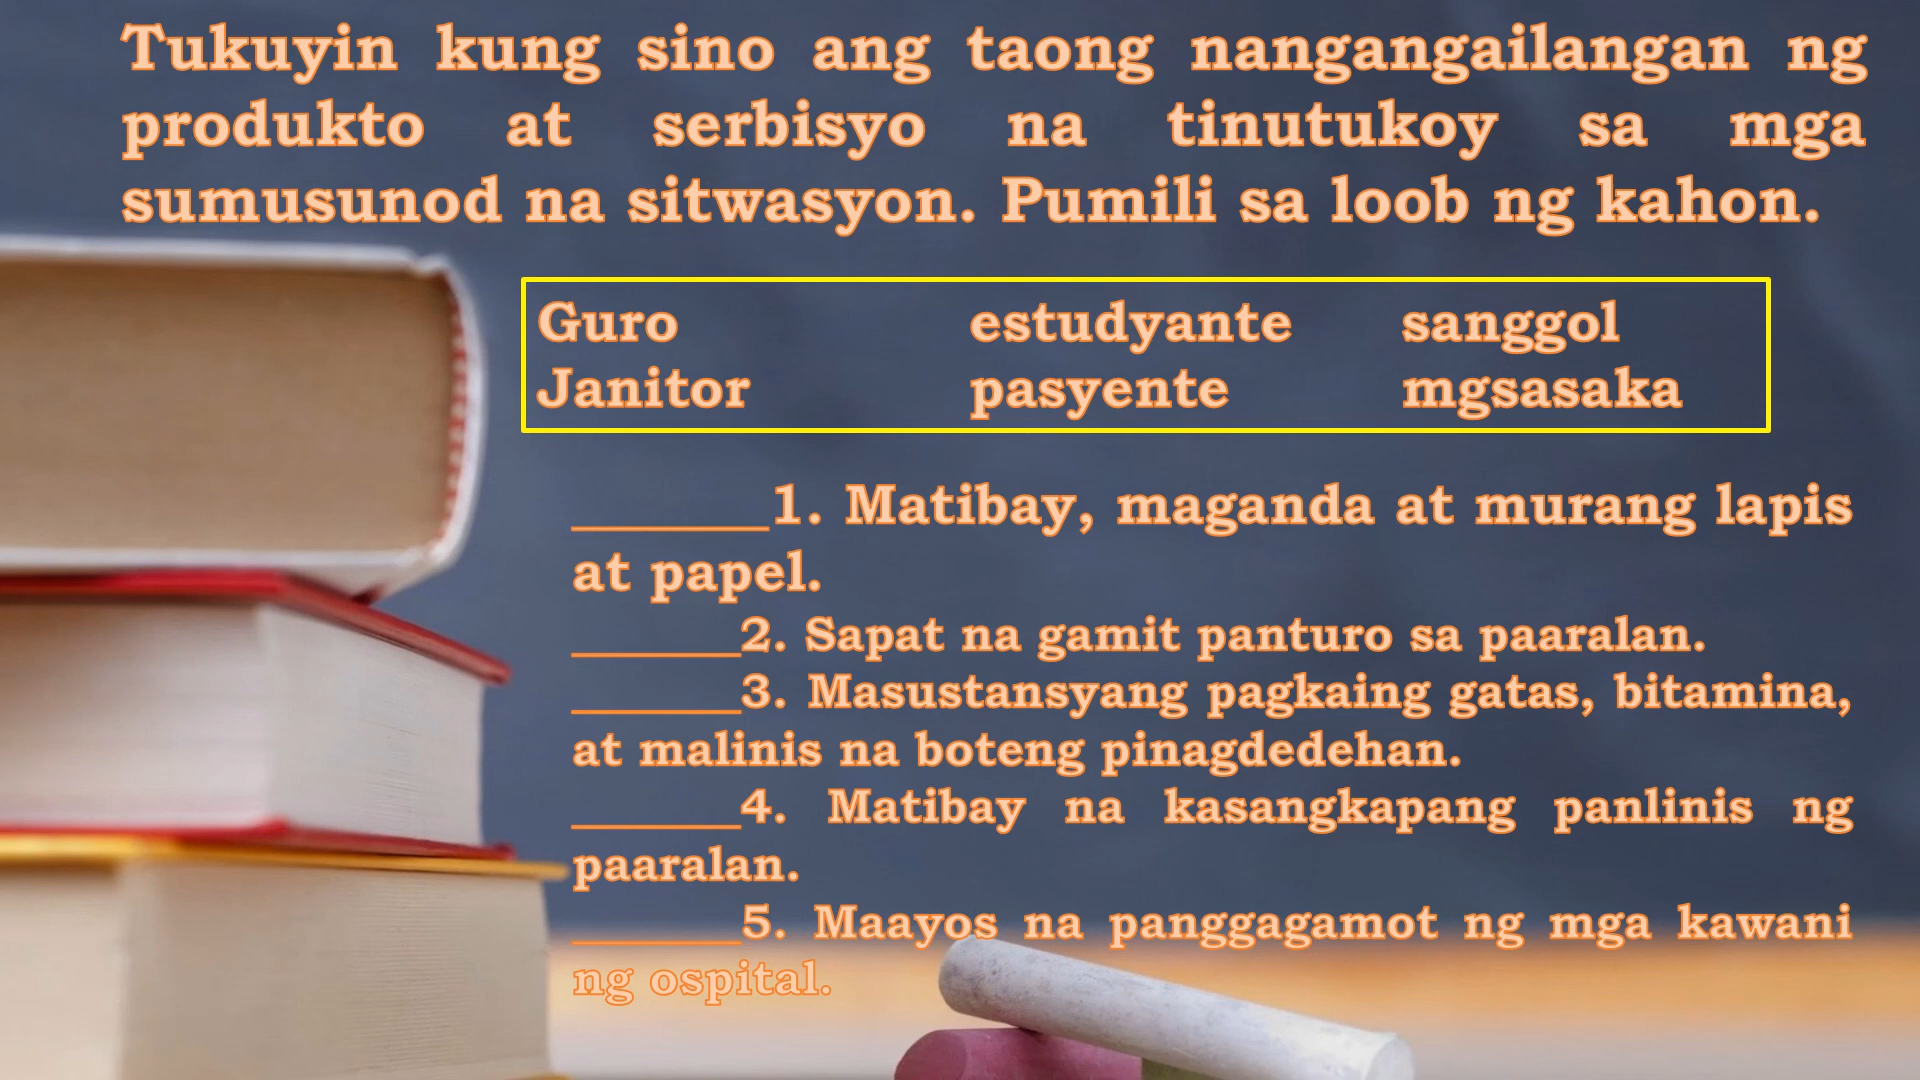 Tukuyin kung sino ang taong nangangailangan ng
produkto at serbisyo na tinutukoy sa mga
sumusunod na sitwasyon. Pumili sa loob ng kahon.
Guro estudyante sanggol
Janitor pasyente mgsasaka
_______1. Matibay, maganda at murang lapis
at papel.
_______2. Sapat na gamit panturo sa paaralan.
_______3. Masustansyang pagkaing gatas, bitamina,
at malinis na boteng pinagdedehan.
_______4. Matibay na kasangkapang panlinis ng
paaralan.
_______5. Maayos na panggagamot ng mga kawani
ng ospital.